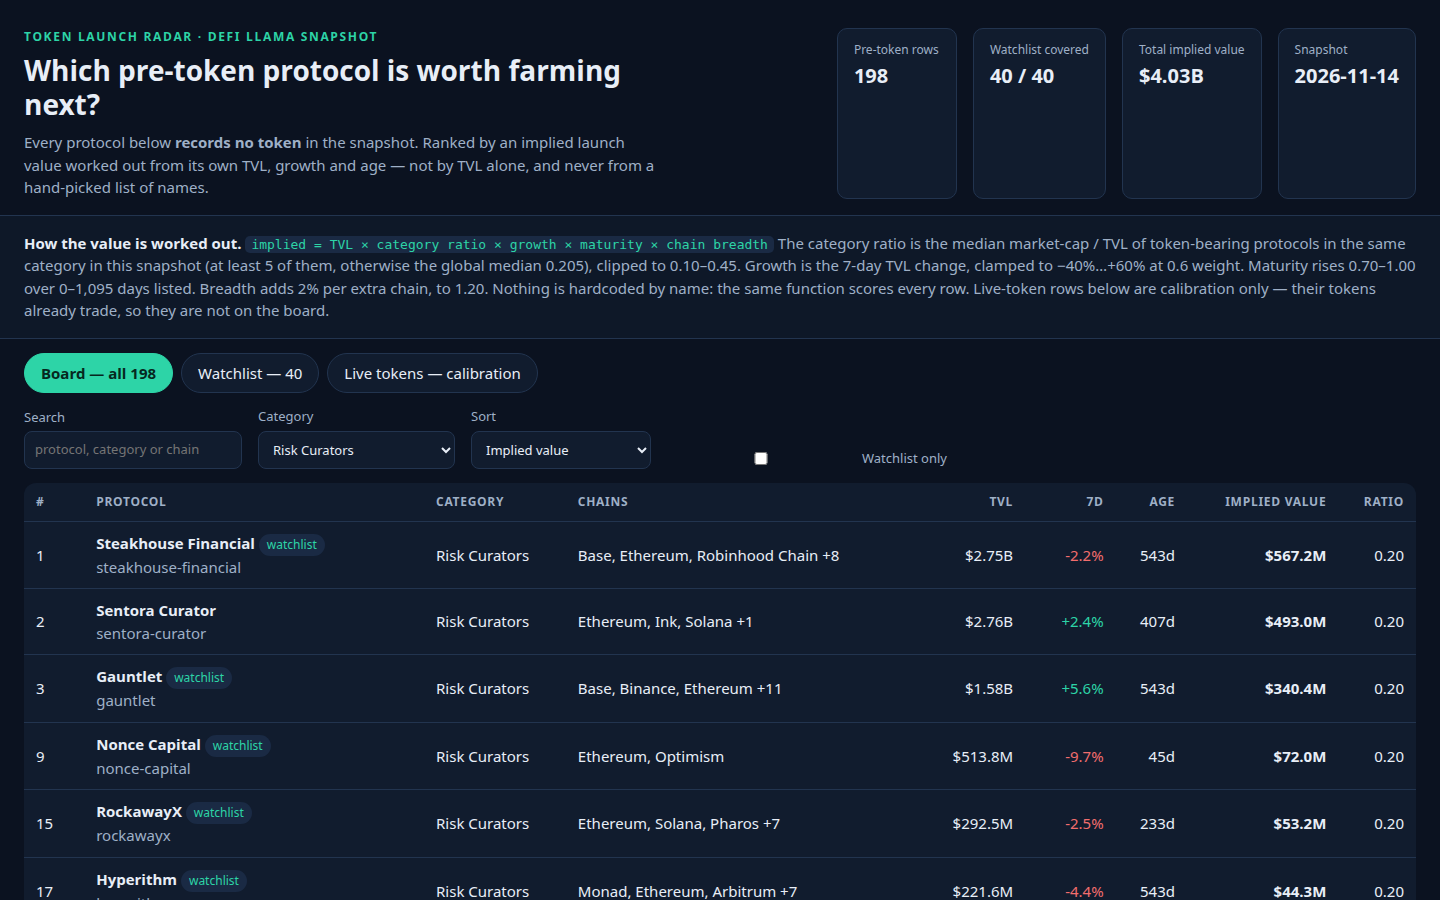 TOKEN LAUNCH RADAR · DEFI LLAMA SNAPSHOT
Which pre-token protocol is worth farming
next?
Every protocol below records no token in the snapshot. Ranked by an implied launch
value worked out from its own TVL, growth and age — not by TVL alone, and never from a
hand-picked list of names.
Pre-token rows
198
Watchlist covered
40 / 40
Total implied value
$4.03B
Snapshot
2026-11-14
How the value is worked out. implied = TVL × category ratio × growth × maturity × chain breadth The category ratio is the median market-cap / TVL of token-bearing protocols in the same
category in this snapshot (at least 5 of them, otherwise the global median 0.205), clipped to 0.10–0.45. Growth is the 7-day TVL change, clamped to −40%…+60% at 0.6 weight. Maturity rises 0.70–1.00
over 0–1,095 days listed. Breadth adds 2% per extra chain, to 1.20. Nothing is hardcoded by name: the same function scores every row. Live-token rows below are calibration only — their tokens
already trade, so they are not on the board.
Board — all 198 Watchlist — 40 Live tokens — calibration
Search Category Sort
protocol, category or chain Risk Curators Implied value Watchlist only
# PROTOCOL CATEGORY CHAINS TVL 7D AGE IMPLIED VALUE RATIO
1 Steakhouse Financial watchlist Risk Curators Base, Ethereum, Robinhood Chain +8 $2.75B -2.2% 543d $567.2M 0.20
steakhouse-financial
2 Sentora Curator Risk Curators Ethereum, Ink, Solana +1 $2.76B +2.4% 407d $493.0M 0.20
sentora-curator
3 Gauntlet watchlist Risk Curators Base, Binance, Ethereum +11 $1.58B +5.6% 543d $340.4M 0.20
gauntlet
9 Nonce Capital watchlist Risk Curators Ethereum, Optimism $513.8M -9.7% 45d $72.0M 0.20
nonce-capital
15 RockawayX watchlist Risk Curators Ethereum, Solana, Pharos +7 $292.5M -2.5% 233d $53.2M 0.20
rockawayx
17 Hyperithm watchlist Risk Curators Monad, Ethereum, Arbitrum +7 $221.6M -4.4% 543d $44.3M 0.20